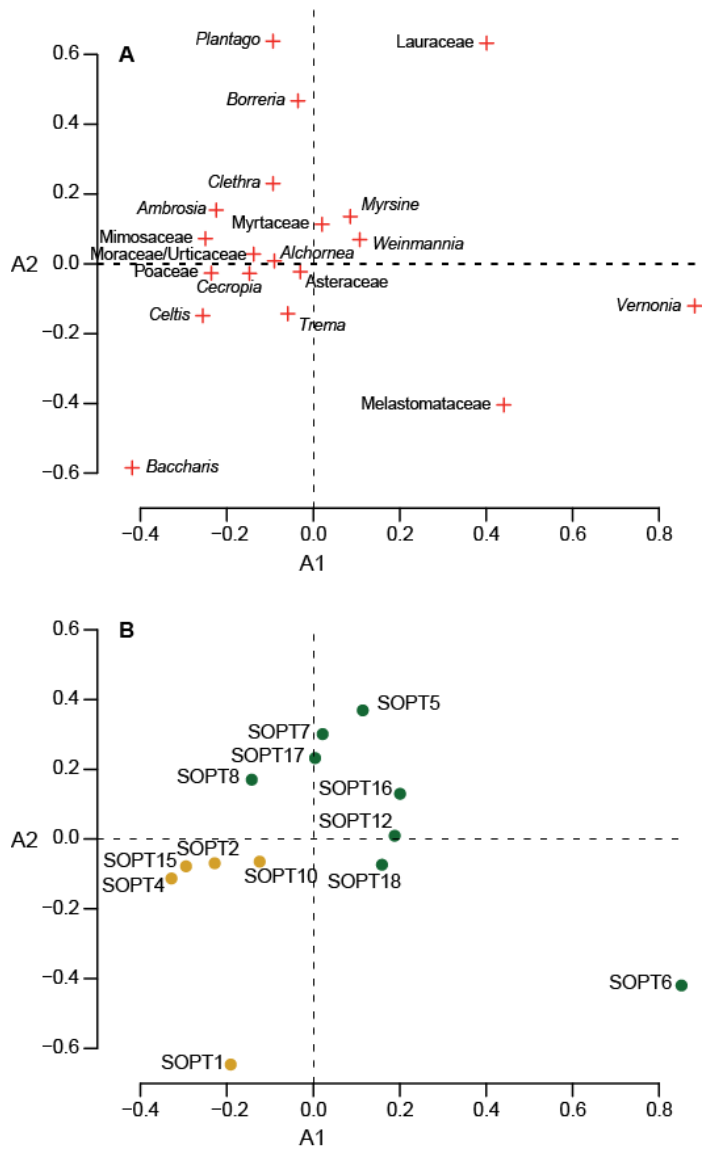 A
0.6
0.4
0.2
0.0
−0.2
−0.4
−0.6
A2
Plantago
Lauraceae
Borreria
Clethra
Ambrosia
Myrtaceae
Myrsine
Mimosaceae
Weinmannia
Moraceae/Urticaceae
Alchornea
Poaceae
Cecropia
Asteraceae
Celtis
Trema
Vernonia
Melastomataceae
Baccharis
−0.4 −0.2 0.0 0.2 0.4 0.6 0.8
A1
B
0.6
0.4
0.2
0.0
−0.2
−0.4
−0.6
A2
SOPT5
SOPT7
SOPT17
SOPT8
SOPT16
SOPT12
SOPT2
SOPT15
SOPT10
SOPT4
SOPT18
SOPT6
SOPT1
−0.4 −0.2 0.0 0.2 0.4 0.6 0.8
A1